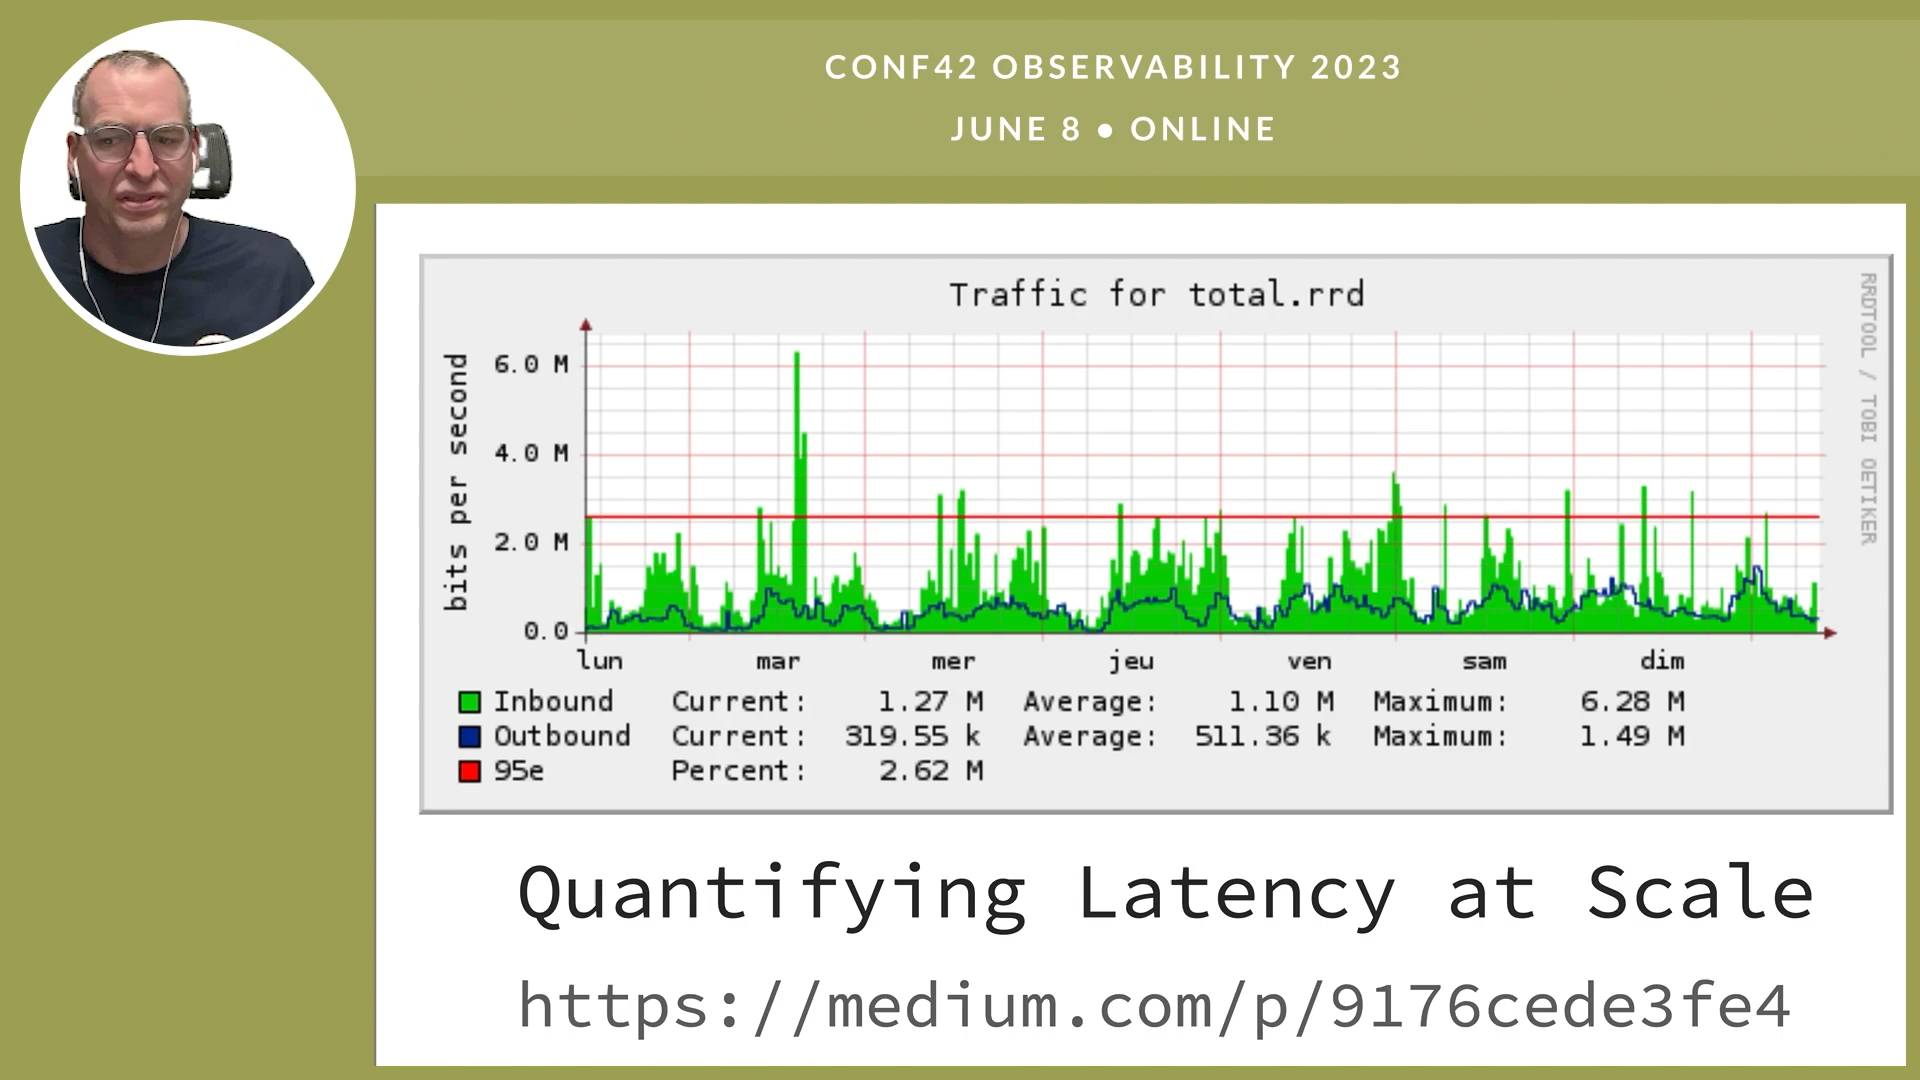 CONF42 OBSERVABILITY 2023
JUNE 8 ● ONLINE
Traffic for total.rrd
RRDTOOL / TOBI OETIKER
bits per second
6.0 M
4.0 M
2.0 M
0.0
lun mar mer jeu ven sam dim
Inbound Current: 1.27 M Average: 1.10 M Maximum: 6.28 M
Outbound Current: 319.55 k Average: 511.36 k Maximum: 1.49 M
95e Percent: 2.62 M
Quantifying Latency at Scale
https://medium.com/p/9176cede3fe4